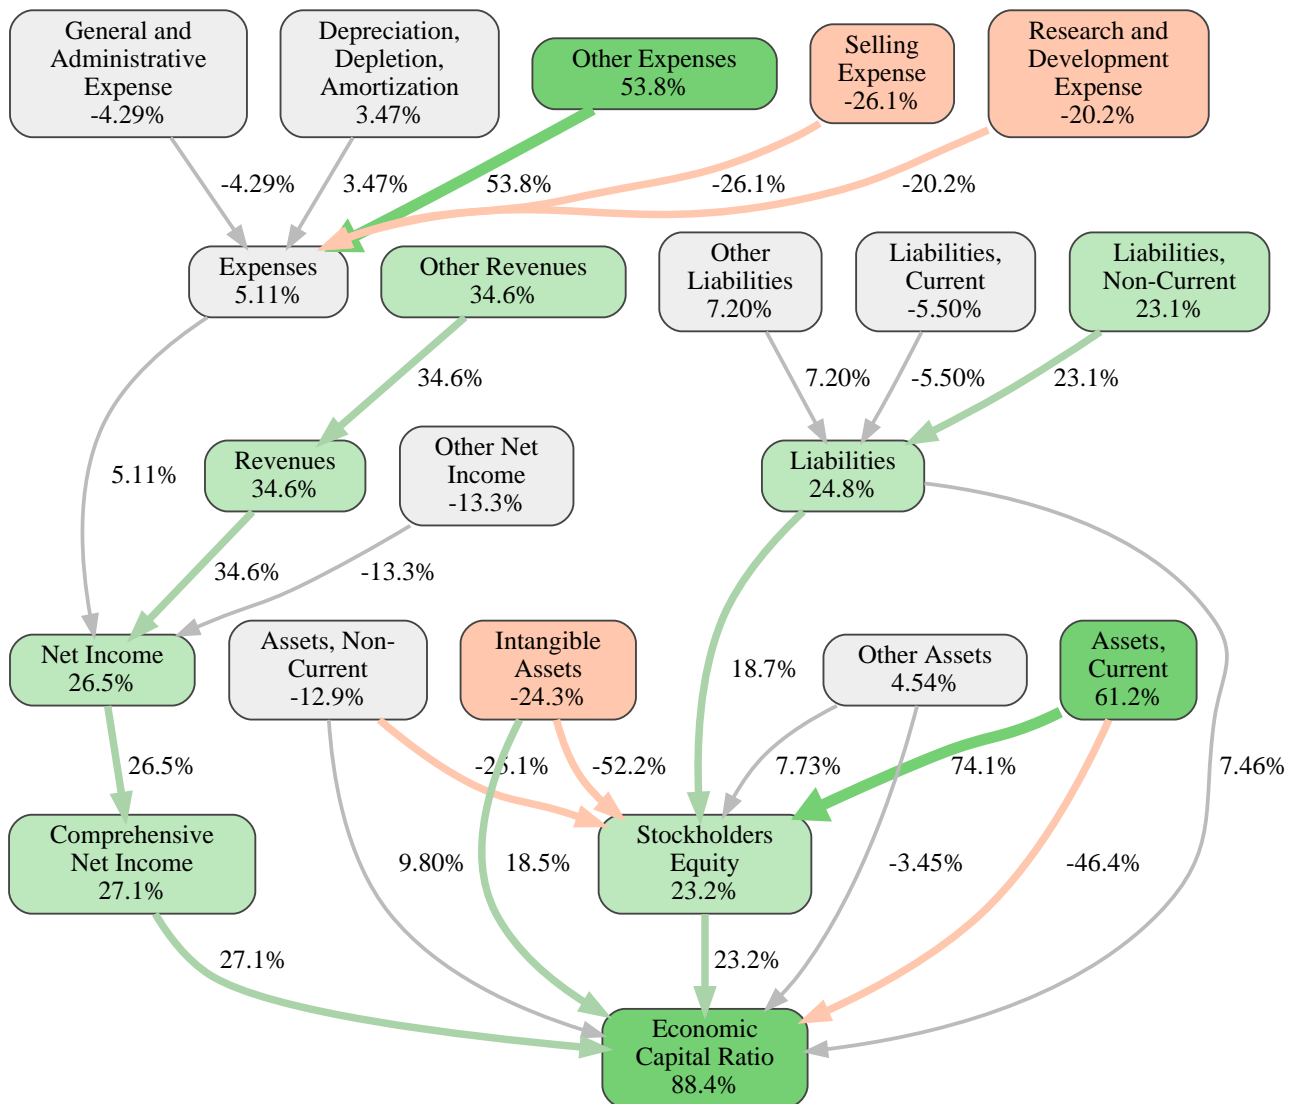 General and
Administrative
Expense
-4.29%
Depreciation,
Depletion,
Amortization
3.47%
Other Expenses
53.8%
Selling
Expense
-26.1%
Research and
Development
Expense
-20.2%
-4.29%
3.47%
53.8%
-26.1%
-20.2%
Expenses
5.11%
Other Revenues
34.6%
Other
Liabilities
7.20%
Liabilities,
Current
-5.50%
Liabilities,
Non-Current
23.1%
34.6%
7.20%
-5.50%
23.1%
5.11%
Revenues
34.6%
Other Net
Income
-13.3%
Liabilities
24.8%
34.6%
-13.3%
Net Income
26.5%
Assets, Non-
Current
-12.9%
Intangible
Assets
-24.3%
18.7%
Other Assets
4.54%
Assets,
Current
61.2%
26.5%
-52.2%
7.73%
74.1%
7.46%
Comprehensive
Net Income
27.1%
9.80%
18.5%
Stockholders
Equity
23.2%
-3.45%
-46.4%
27.1%
23.2%
Economic
Capital Ratio
88.4%